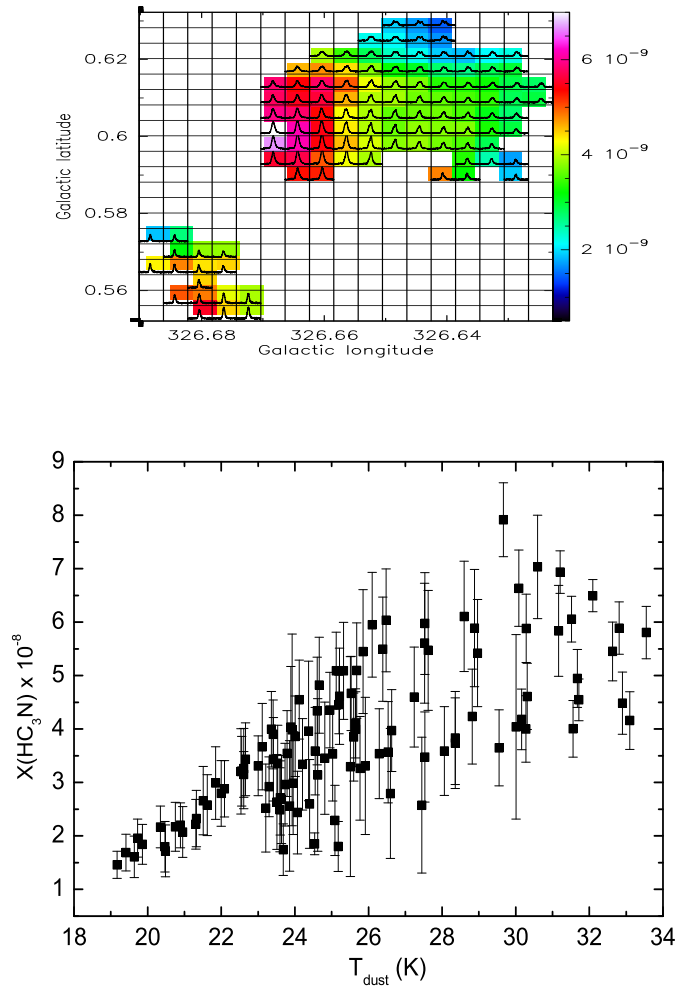 0.62
0.6
0.58
0.56
Galactic latitude
6 10⁻⁹
4 10⁻⁹
2 10⁻⁹
326.68 326.66 326.64
Galactic longitude
9
8
7
6
5
4
3
2
1
X(HC₃N) x 10⁻⁸
18 20 22 24 26 28 30 32 34
T_dust (K)